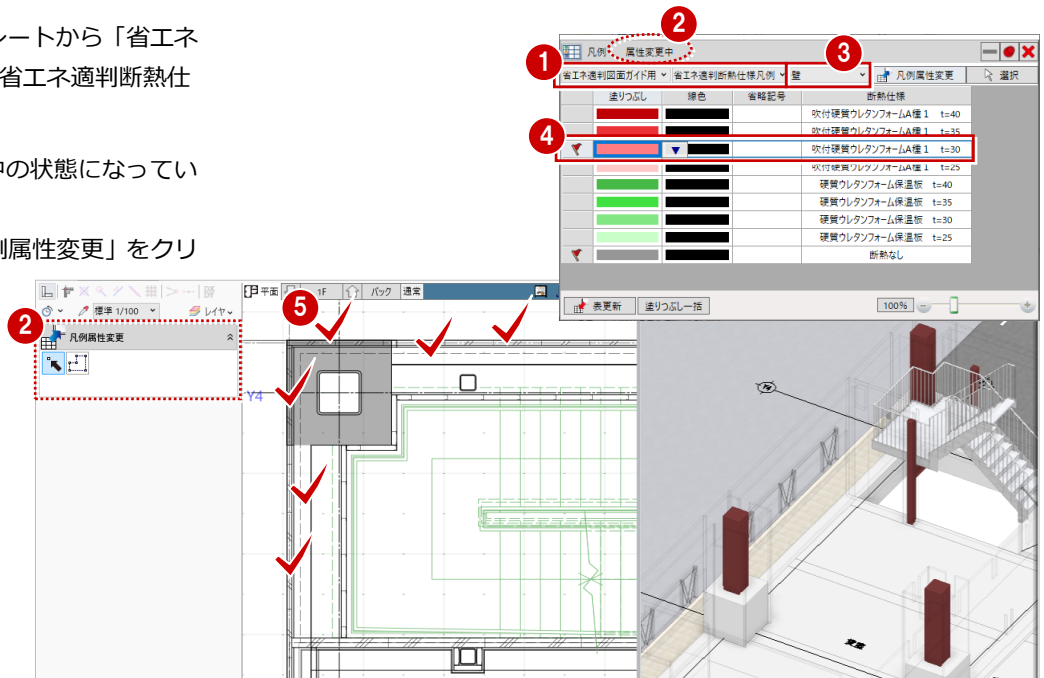 レートから「省エネ
省エネ適判断熱仕
中の状態になってい
例属性変更」をクリ
2
凡例 属性変更中
1
3
省エネ適判図面ガイド用 省エネ適判断熱仕様凡例 壁 凡例属性変更 選択
塗りつぶし 線色 省略記号 断熱仕様
吹付硬質ウレタンフォームA種1 t=40
吹付硬質ウレタンフォームA種1 t=35
4
吹付硬質ウレタンフォームA種1 t=30
吹付硬質ウレタンフォームA種1 t=25
硬質ウレタンフォーム保温板 t=40
硬質ウレタンフォーム保温板 t=35
硬質ウレタンフォーム保温板 t=30
硬質ウレタンフォーム保温板 t=25
断熱なし
表更新 塗りつぶし一括 100%
平面 1F バック 通常
標準 1/100 レイヤ
5
2
凡例属性変更
Y4